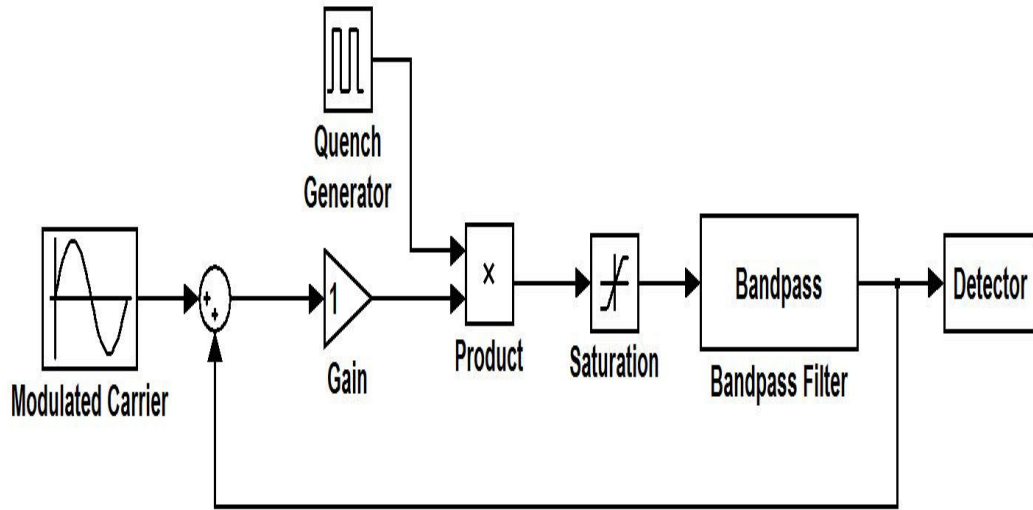 Quench
Generator
Modulated Carrier
+
+
1
Gain
×
Product
Saturation
Bandpass
Bandpass Filter
Detector